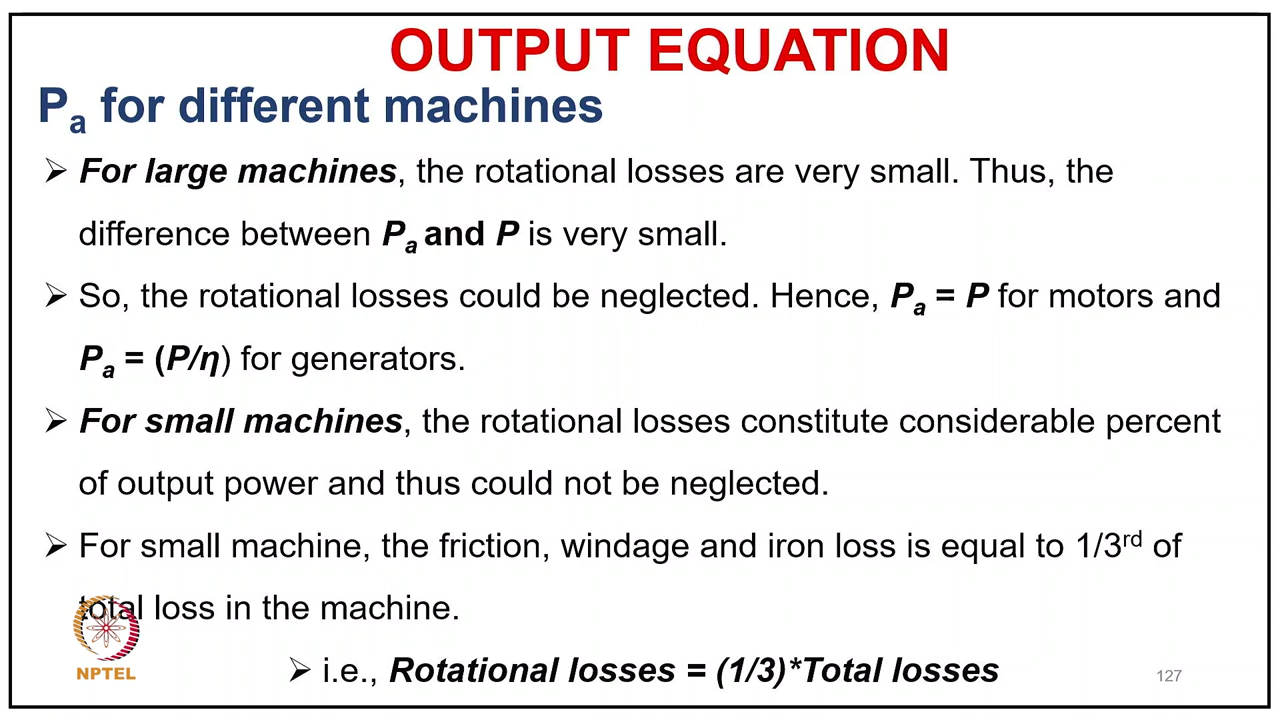 OUTPUT EQUATION
Pa for different machines
➢ For large machines, the rotational losses are very small. Thus, the
difference between Pa and P is very small.
➢ So, the rotational losses could be neglected. Hence, Pa = P for motors and
Pa = (P/η) for generators.
➢ For small machines, the rotational losses constitute considerable percent
of output power and thus could not be neglected.
➢ For small machine, the friction, windage and iron loss is equal to 1/3rd of
total loss in the machine.
➢ i.e., Rotational losses = (1/3)*Total losses
NPTEL
127